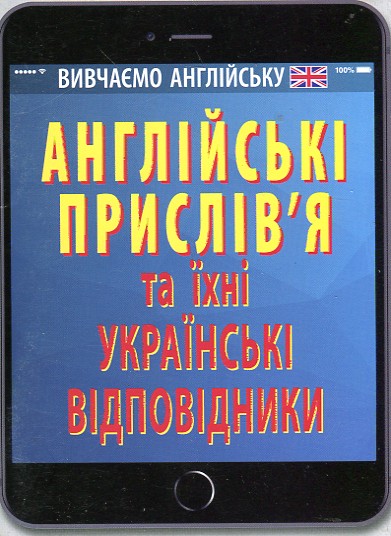 ВИВЧАЄМО АНГЛІЙСЬКУ
100%
АНГЛІЙСЬКІ
ПРИСЛІВ'Я
та їхні
УКРАЇНСЬКІ
ВІДПОВІДНИКИ